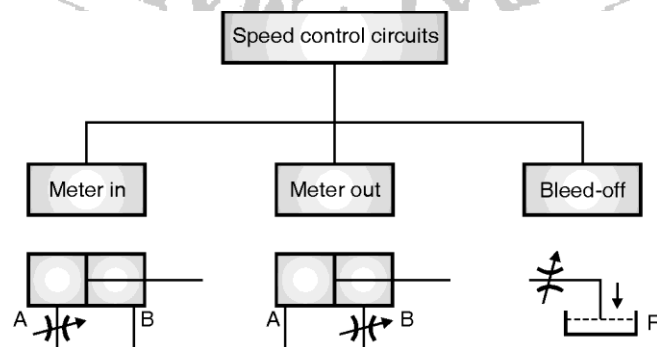 Speed control circuits
Meter in
Meter out
Bleed-off
A
B
A
B